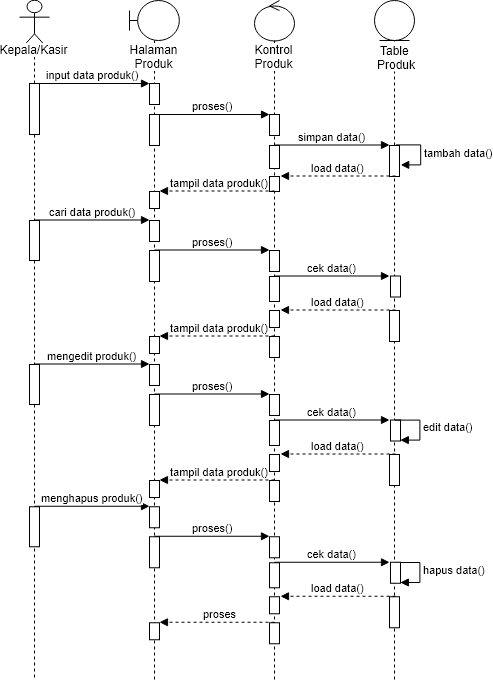 Kepala/Kasir
Halaman
Produk
Kontrol
Produk
Table
Produk
input data produk()
proses()
simpan data()
tambah data()
load data()
tampil data produk()
cari data produk()
proses()
cek data()
load data()
tampil data produk()
mengedit produk()
proses()
cek data()
edit data()
load data()
tampil data produk()
menghapus produk()
proses()
cek data()
hapus data()
load data()
proses